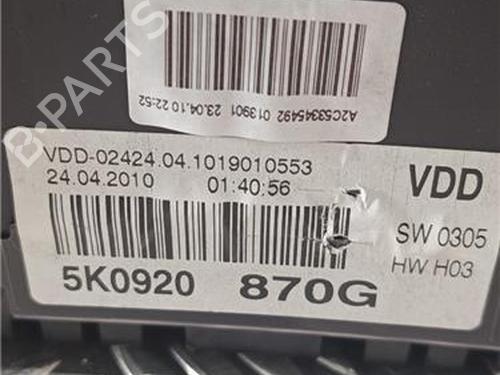 B-PARTS
A2C53345492 013901 23.04.10 22:52
VDD-02424.04.1019010553
24.04.2010 01:40:56
VDD
SW 0305
HW H03
5K0920 870G